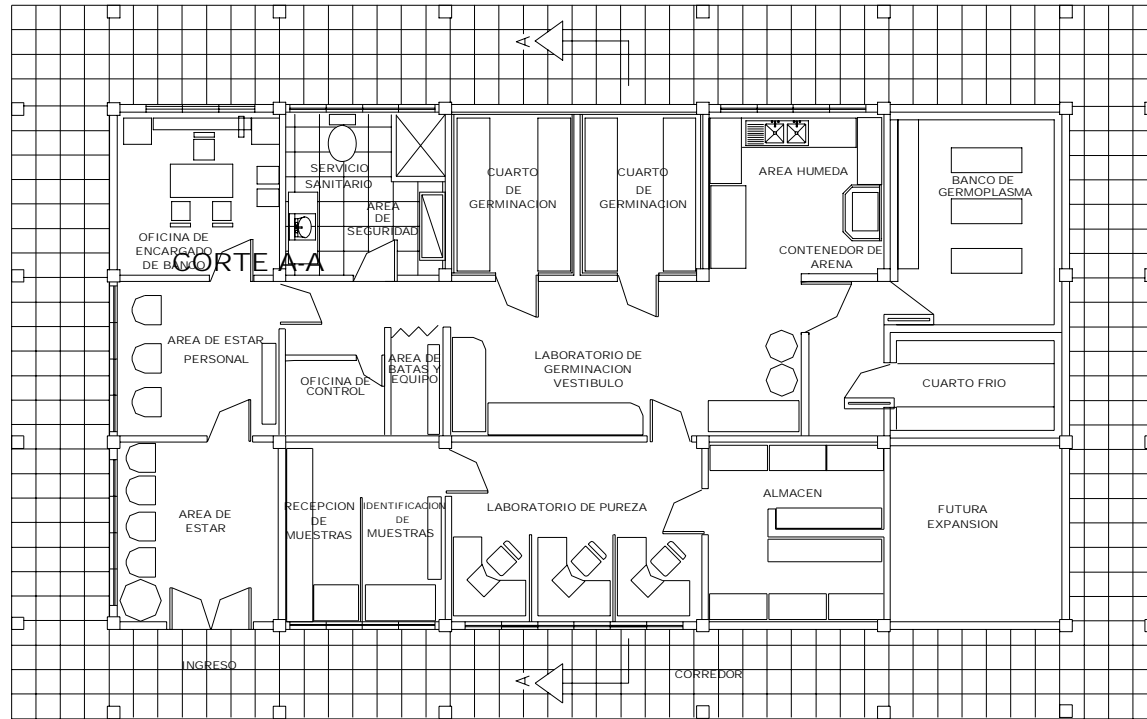 A
SERVICIO
SANITARIO
AREA
DE
SEGURIDAD
OFICINA DE
ENCARGADO
DE BANCO
CORTE A-A
CUARTO
DE
GERMINACION
CUARTO
DE
GERMINACION
AREA HUMEDA
CONTENEDOR DE
ARENA
BANCO DE
GERMOPLASMA
AREA DE ESTAR
PERSONAL
OFICINA DE
CONTROL
AREA DE
BATAS Y
EQUIPO
LABORATORIO DE
GERMINACION
VESTIBULO
CUARTO FRIO
AREA DE
ESTAR
RECEPCION
DE
MUESTRAS
IDENTIFICACION
DE
MUESTRAS
LABORATORIO DE PUREZA
ALMACEN
FUTURA
EXPANSION
INGRESO
A
CORREDOR